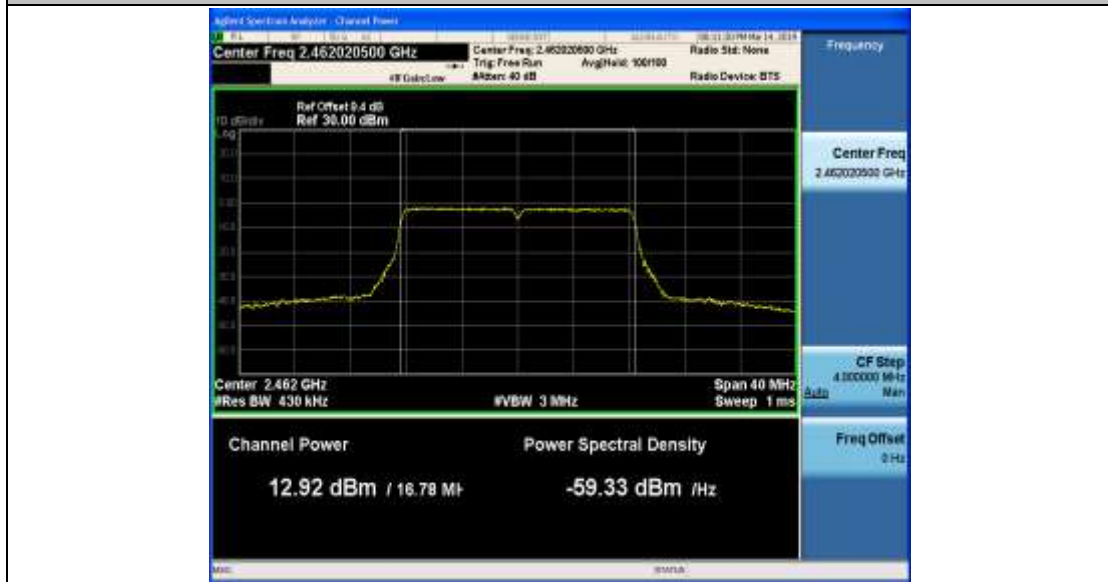 Agilent Spectrum Analyzer - Channel Power
Center Freq 2.462020500 GHz
Center Freq: 2.462020500 GHz
Radio Std: None
Trig: Free Run
Avg|Hold: 100/100
#IFGain:Low
#Atten: 40 dB
Radio Device: BTS
Frequency
Ref Offset 9.4 dB
10 dB/div
Ref 30.00 dBm
Log
Center Freq
2.462020500 GHz
Center 2.462 GHz
Span 40 MHz
#Res BW 430 kHz
#VBW 3 MHz
Sweep 1 ms
CF Step
4.000000 MHz
Auto
Man
Channel Power
Power Spectral Density
Freq Offset
0 Hz
12.92 dBm / 16.78 MH
-59.33 dBm /Hz
MSG
STATUS